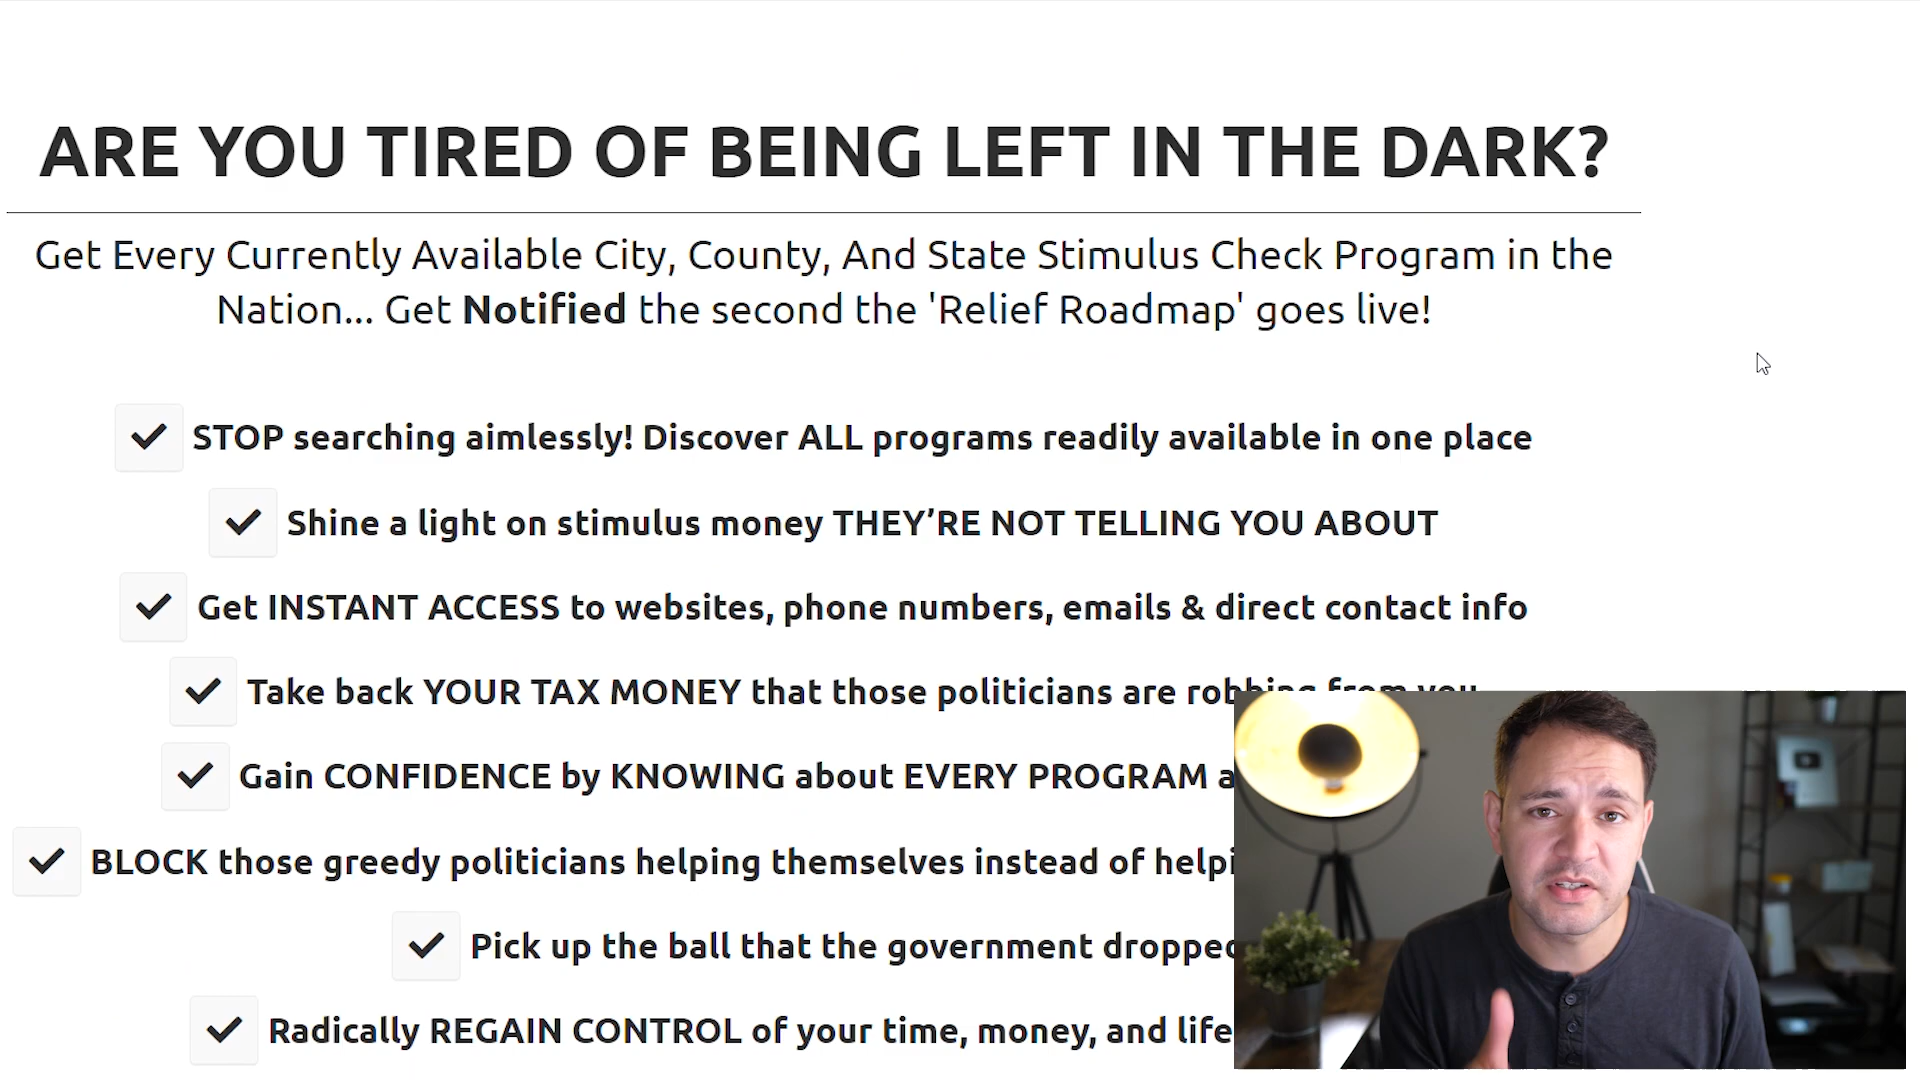 ARE YOU TIRED OF BEING LEFT IN THE DARK?
Get Every Currently Available City, County, And State Stimulus Check Program in the
Nation... Get Notified the second the 'Relief Roadmap' goes live!
STOP searching aimlessly! Discover ALL programs readily available in one place
Shine a light on stimulus money THEY’RE NOT TELLING YOU ABOUT
Get INSTANT ACCESS to websites, phone numbers, emails & direct contact info
Take back YOUR TAX MONEY that those politicians are robbing from you
Gain CONFIDENCE by KNOWING about EVERY PROGRAM
BLOCK those greedy politicians helping themselves instead of
Pick up the ball that the government dropped
Radically REGAIN CONTROL of your time, money, and life